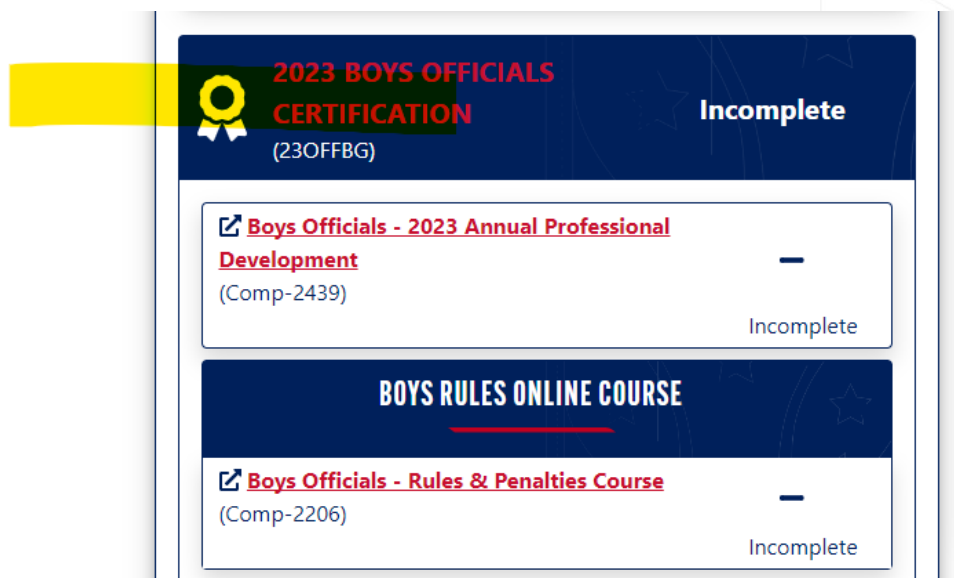 2023 BOYS OFFICIALS
CERTIFICATION
(23OFFBG)
Incomplete
Boys Officials - 2023 Annual Professional
Development
(Comp-2439)
Incomplete
BOYS RULES ONLINE COURSE
Boys Officials - Rules & Penalties Course
(Comp-2206)
Incomplete